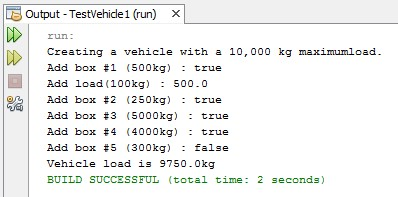 Output - TestVehicle1 (run)
run:
Creating a vehicle with a 10,000 kg maximumload.
Add box #1 (500kg) : true
Add load(100kg) : 500.0
Add box #2 (250kg) : true
Add box #3 (5000kg) : true
Add box #4 (4000kg) : true
Add box #5 (300kg) : false
Vehicle load is 9750.0kg
BUILD SUCCESSFUL (total time: 2 seconds)